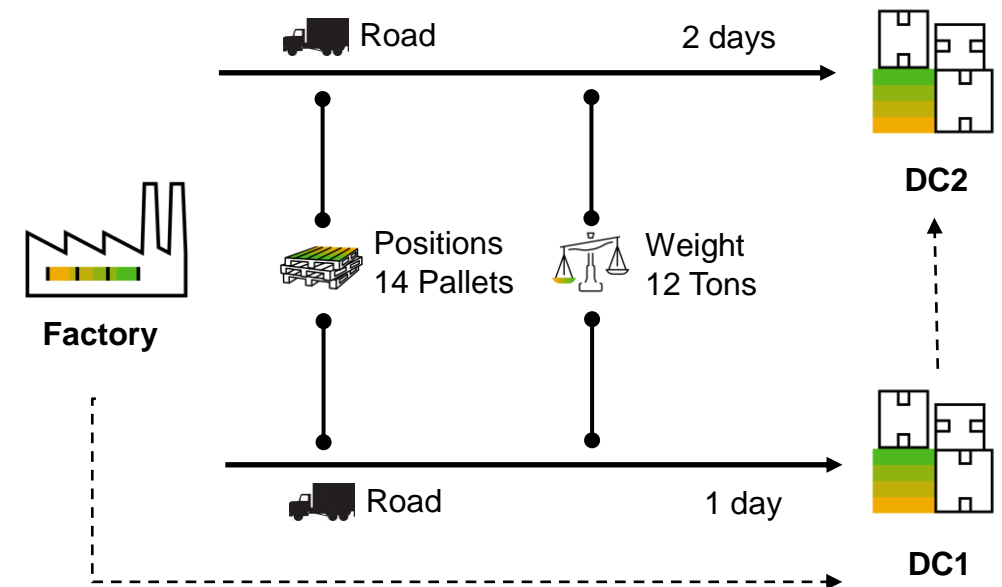 Road
2 days
DC2
Positions
14 Pallets
Weight
12 Tons
Factory
Road
1 day
DC1